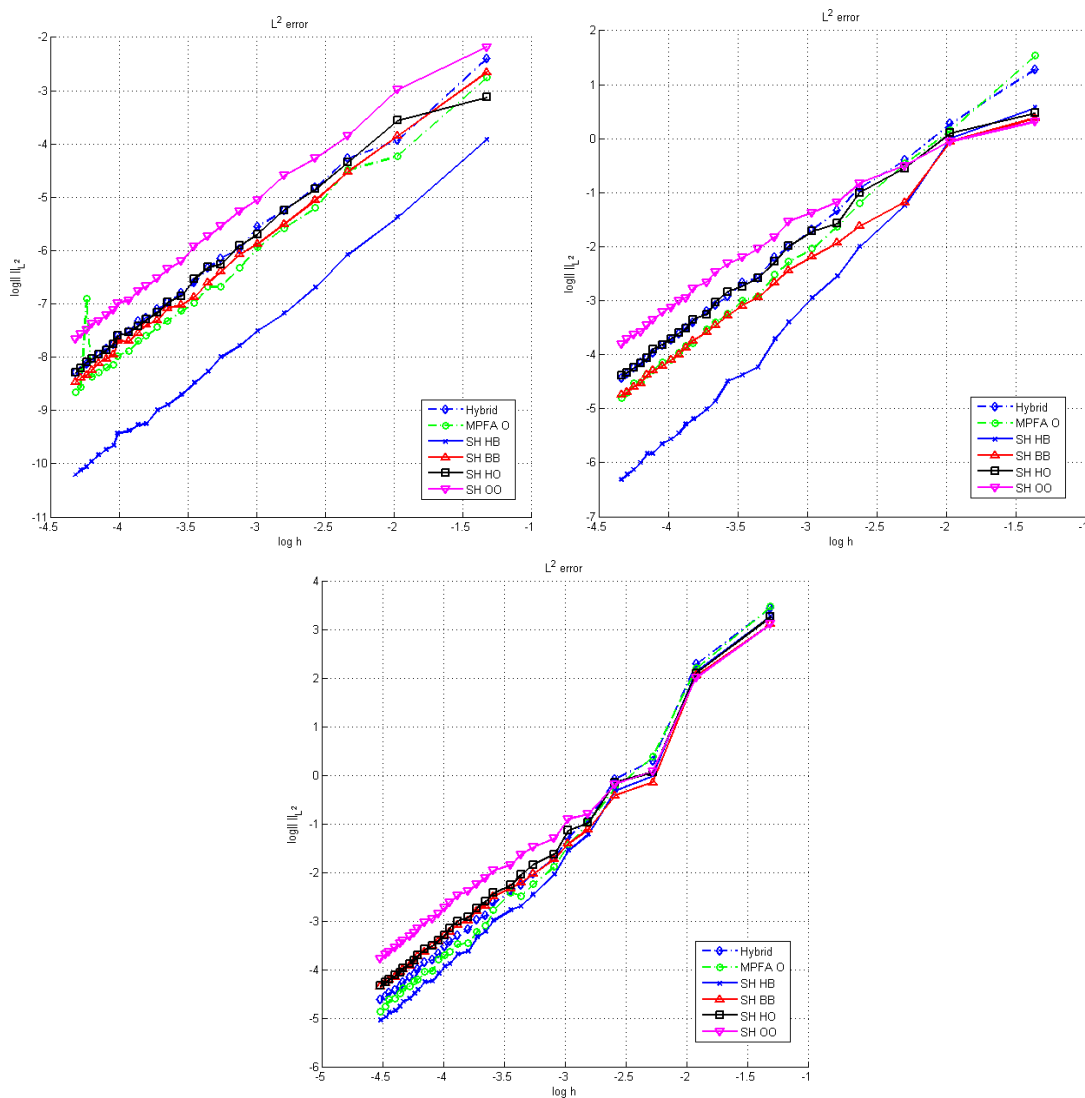 L² error
-2
-3
-4
-5
-6
-7
-8
-9
-10
-11
log|| ||_L²
-4.5 -4 -3.5 -3 -2.5 -2 -1.5 -1
log h
Hybrid
MPFA O
SH HB
SH BB
SH HO
SH OO
L² error
2
1
0
-1
-2
-3
-4
-5
-6
-7
log|| ||_L²
-4.5 -4 -3.5 -3 -2.5 -2 -1.5 -1
log h
Hybrid
MPFA O
SH HB
SH BB
SH HO
SH OO
L² error
4
3
2
1
0
-1
-2
-3
-4
-5
-6
log|| ||_L²
-5 -4.5 -4 -3.5 -3 -2.5 -2 -1.5 -1
log h
Hybrid
MPFA O
SH HB
SH BB
SH HO
SH OO